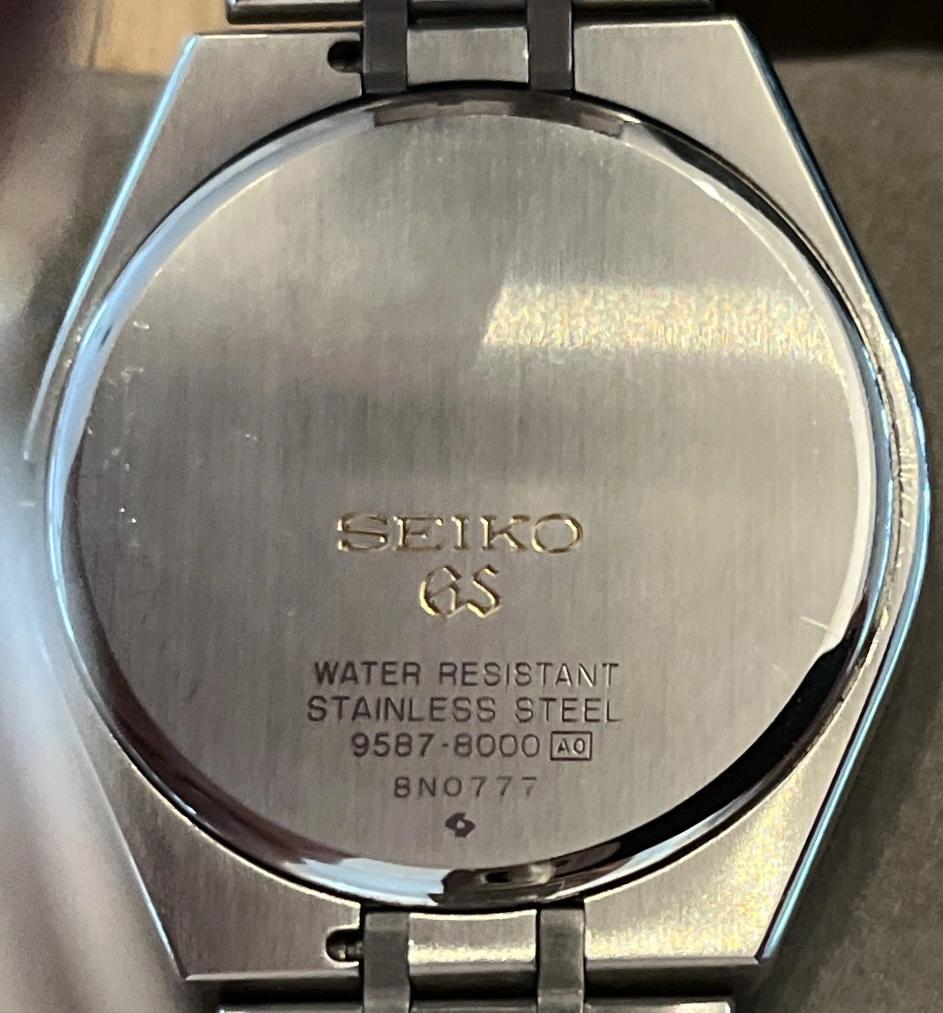 SEIKO
GS
WATER RESISTANT
STAINLESS STEEL
9587-8000 A0
8N0777